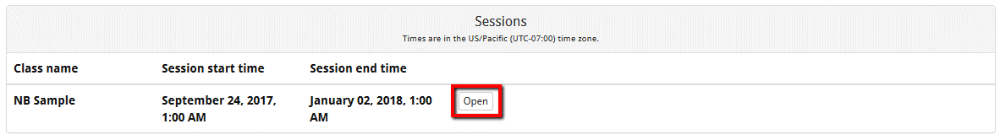 Sessions
Times are in the US/Pacific (UTC-07:00) time zone.
Class name Session start time Session end time
NB Sample September 24, 2017, January 02, 2018, 1:00 Open
1:00 AM AM